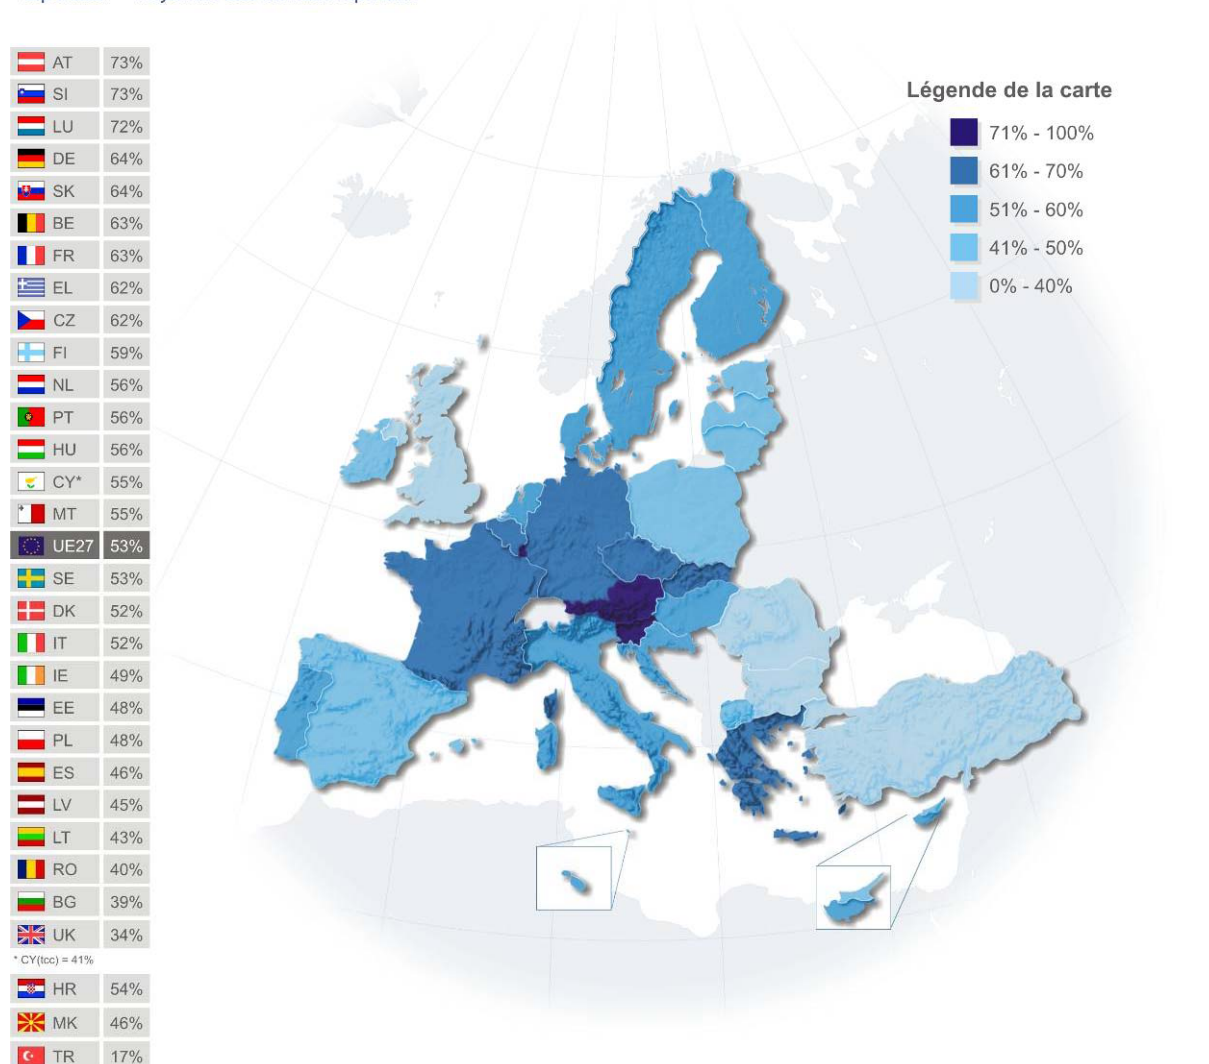 AT 73%
SI 73%
LU 72%
DE 64%
SK 64%
BE 63%
FR 63%
EL 62%
CZ 62%
FI 59%
NL 56%
PT 56%
HU 56%
CY* 55%
MT 55%
UE27 53%
SE 53%
DK 52%
IT 52%
IE 49%
EE 48%
PL 48%
ES 46%
LV 45%
LT 43%
RO 40%
BG 39%
UK 34%
* CY(tcc) = 41%
HR 54%
MK 46%
TR 17%
Légende de la carte
71% - 100%
61% - 70%
51% - 60%
41% - 50%
0% - 40%